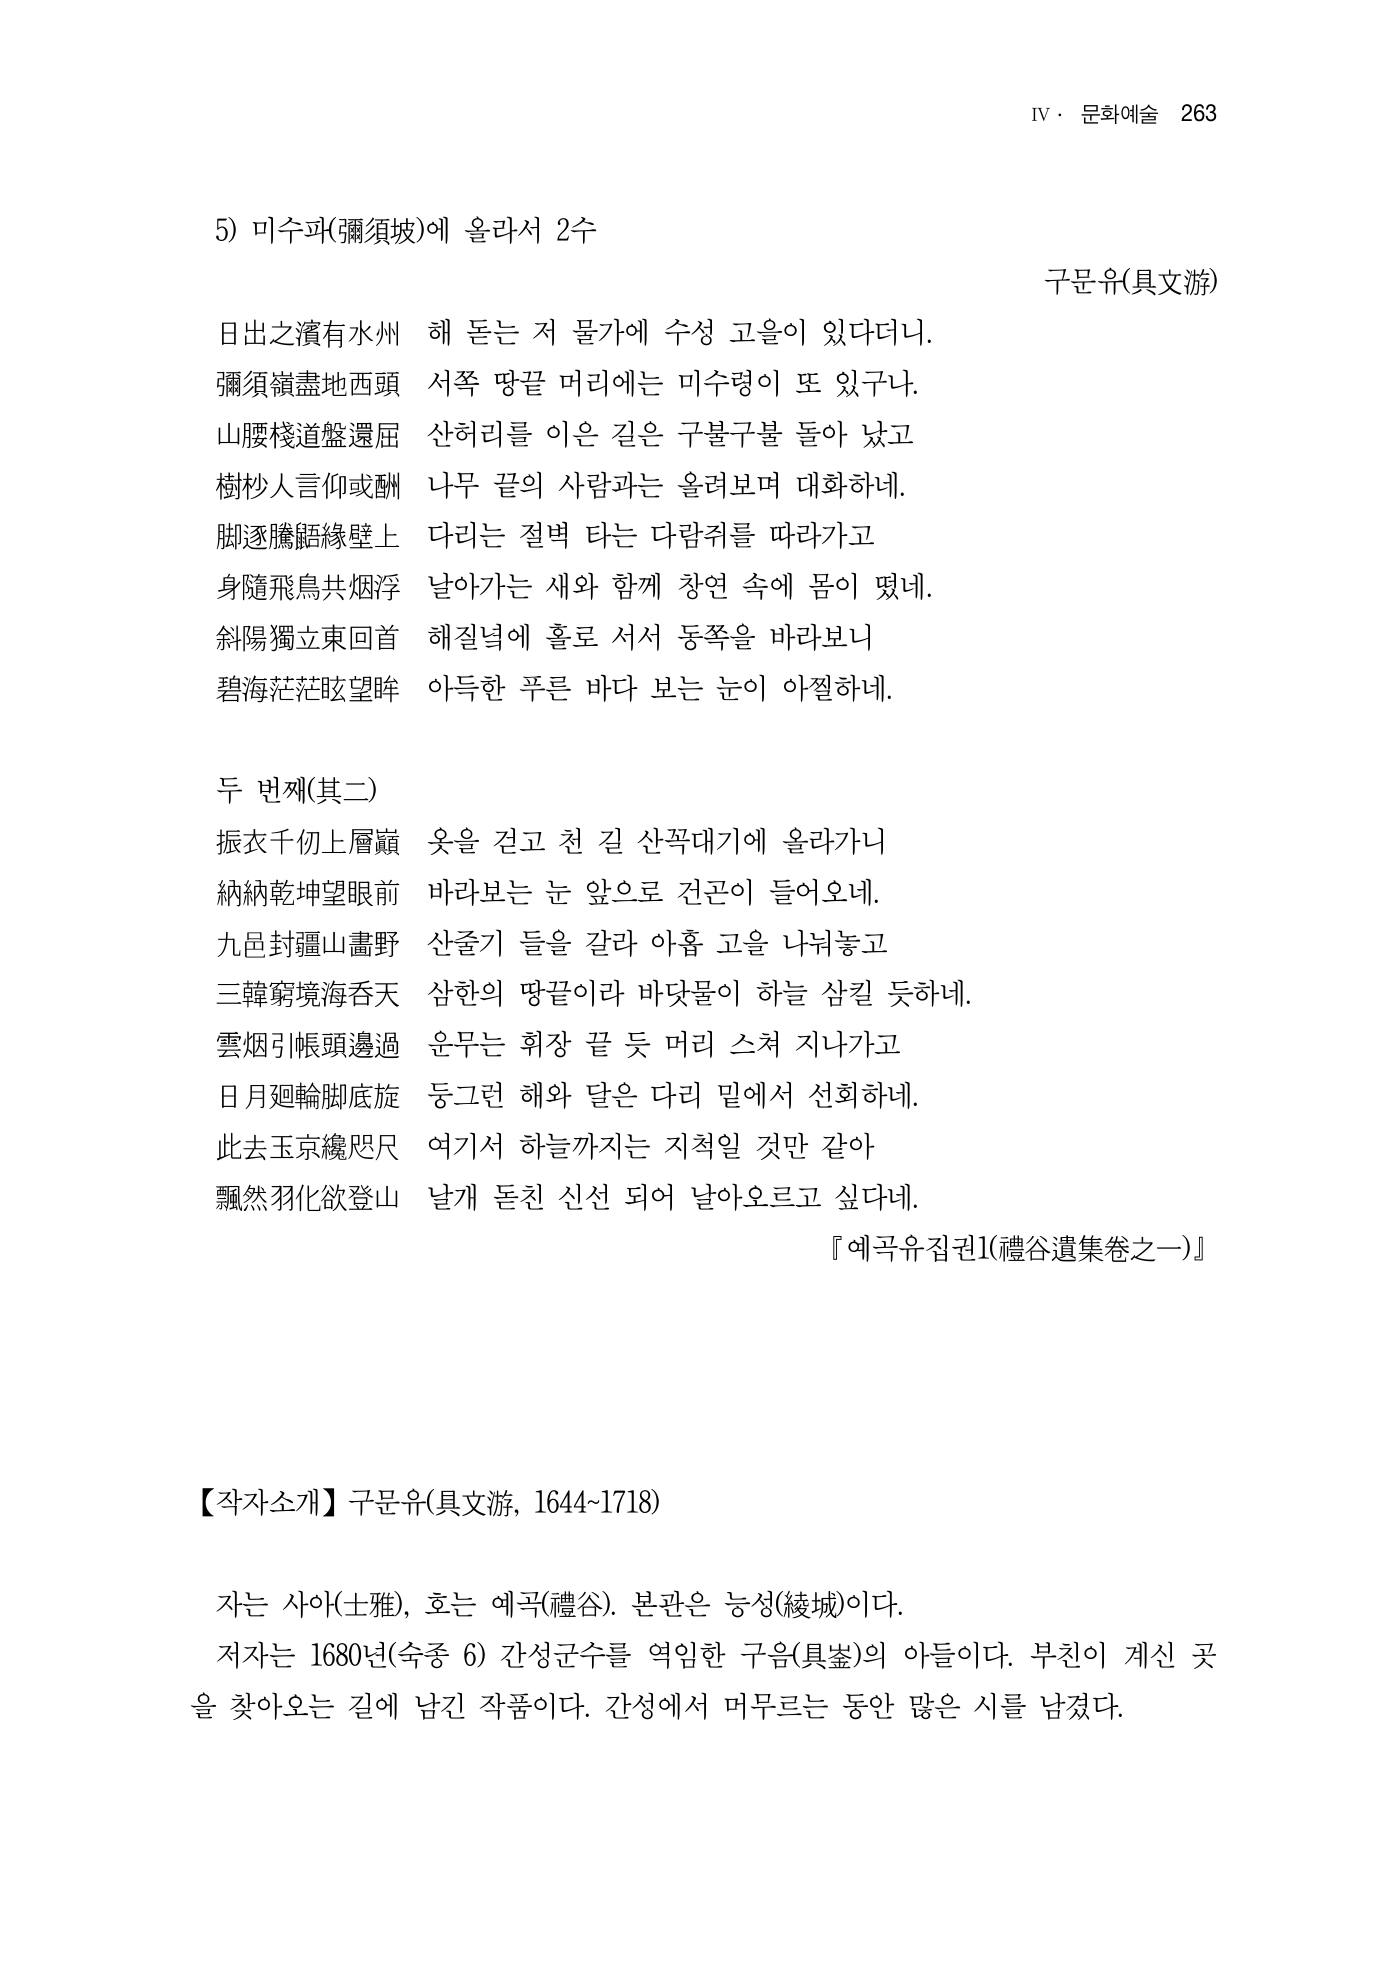 IV · 문화예술 263
5) 미수파(彌須坡)에 올라서 2수
구문유(具文游)
日出之濱有水州 해 돋는 저 물가에 수성 고을이 있다더니.
彌須嶺盡地西頭 서쪽 땅끝 머리에는 미수령이 또 있구나.
山腰棧道盤還屈 산허리를 이은 길은 구불구불 돌아 났고
樹杪人言仰或酬 나무 끝의 사람과는 올려보며 대화하네.
脚逐騰鼯緣壁上 다리는 절벽 타는 다람쥐를 따라가고
身隨飛鳥共烟浮 날아가는 새와 함께 창연 속에 몸이 떴네.
斜陽獨立東回首 해질녘에 홀로 서서 동쪽을 바라보니
碧海茫茫眩望眸 아득한 푸른 바다 보는 눈이 아찔하네.
두 번째(其二)
振衣千仞上層巓 옷을 걷고 천 길 산꼭대기에 올라가니
納納乾坤望眼前 바라보는 눈 앞으로 건곤이 들어오네.
九邑封疆山畵野 산줄기 들을 갈라 아홉 고을 나눠놓고
三韓窮境海呑天 삼한의 땅끝이라 바닷물이 하늘 삼킬 듯하네.
雲烟引帳頭邊過 운무는 휘장 끝 듯 머리 스쳐 지나가고
日月廻輪脚底旋 둥그런 해와 달은 다리 밑에서 선회하네.
此去玉京纔咫尺 여기서 하늘까지는 지척일 것만 같아
飄然羽化欲登山 날개 돋친 신선 되어 날아오르고 싶다네.
『예곡유집권1(禮谷遺集卷之一)』
【작자소개】구문유(具文游, 1644~1718)
자는 사아(士雅), 호는 예곡(禮谷). 본관은 능성(綾城)이다.
저자는 1680년(숙종 6) 간성군수를 역임한 구음(具崟)의 아들이다. 부친이 계신 곳
을 찾아오는 길에 남긴 작품이다. 간성에서 머무르는 동안 많은 시를 남겼다.